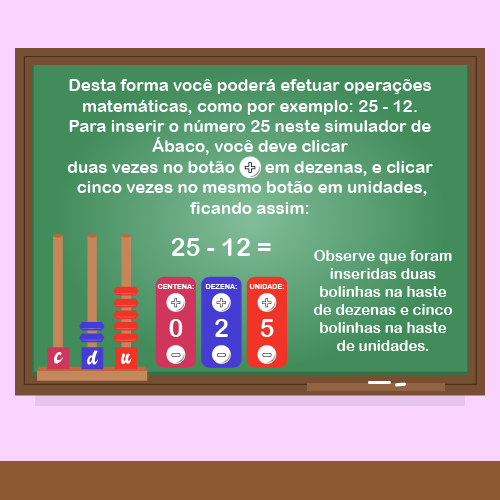 Desta forma você poderá efetuar operações
matemáticas, como por exemplo: 25 - 12.
Para inserir o número 25 neste simulador de
Ábaco, você deve clicar
duas vezes no botão + em dezenas, e clicar
cinco vezes no mesmo botão em unidades,
ficando assim:
25 - 12 =
Observe que foram
inseridas duas
bolinhas na haste
de dezenas e cinco
bolinhas na haste
de unidades.
CENTENA: DEZENA: UNIDADE:
+ + +
0 2 5
- - -
c d u